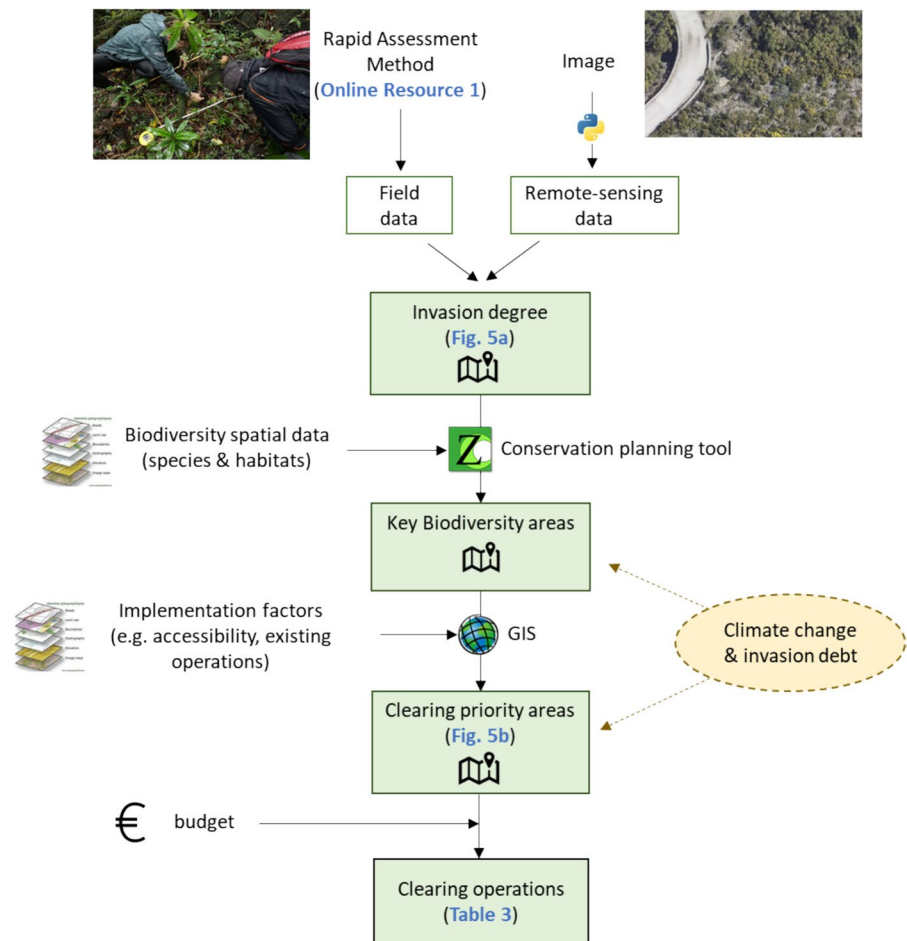 Rapid Assessment
Method
(Online Resource 1)
Image
Field
data
Remote-sensing
data
Invasion degree
(Fig. 5a)
Biodiversity spatial data
(species & habitats)
Z
Conservation planning tool
Key Biodiversity areas
Implementation factors
(e.g. accessibility, existing
operations)
GIS
Climate change
& invasion debt
Clearing priority areas
(Fig. 5b)
€ budget
Clearing operations
(Table 3)